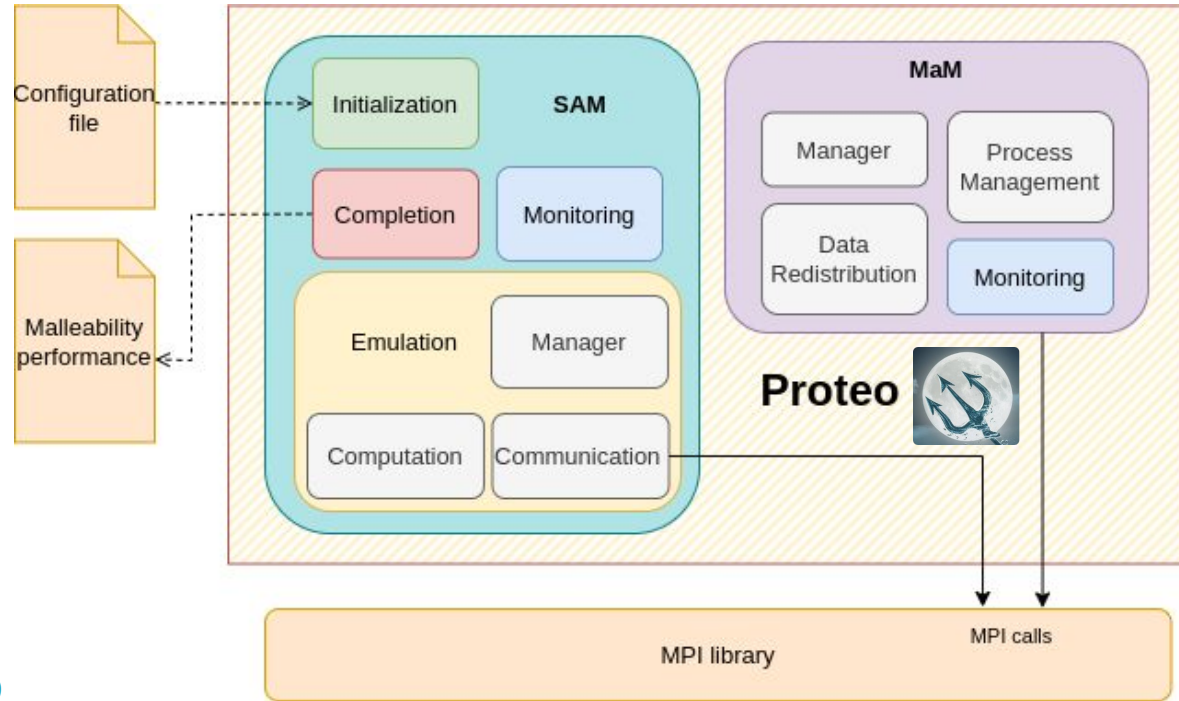 Configuration
file
Malleability
performance
SAM
Initialization
Completion
Monitoring
Emulation
Manager
Computation
Communication
MaM
Manager
Process
Management
Data
Redistribution
Monitoring
Proteo
MPI calls
MPI library